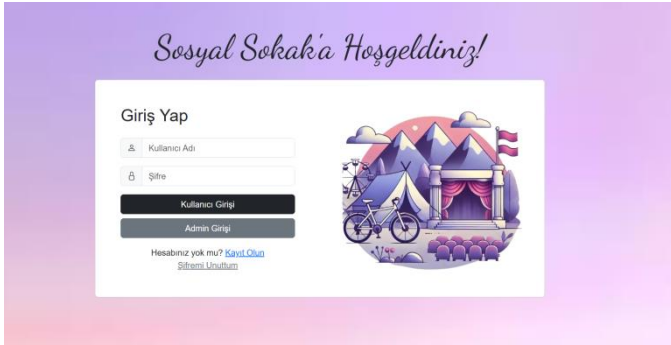 Sosyal Sokak'a Hoşgeldiniz!
Giriş Yap
Kullanıcı Adı
Şifre
Kullanıcı Girişi
Admin Girişi
Hesabınız yok mu? Kayıt Olun
Şifremi Unuttum